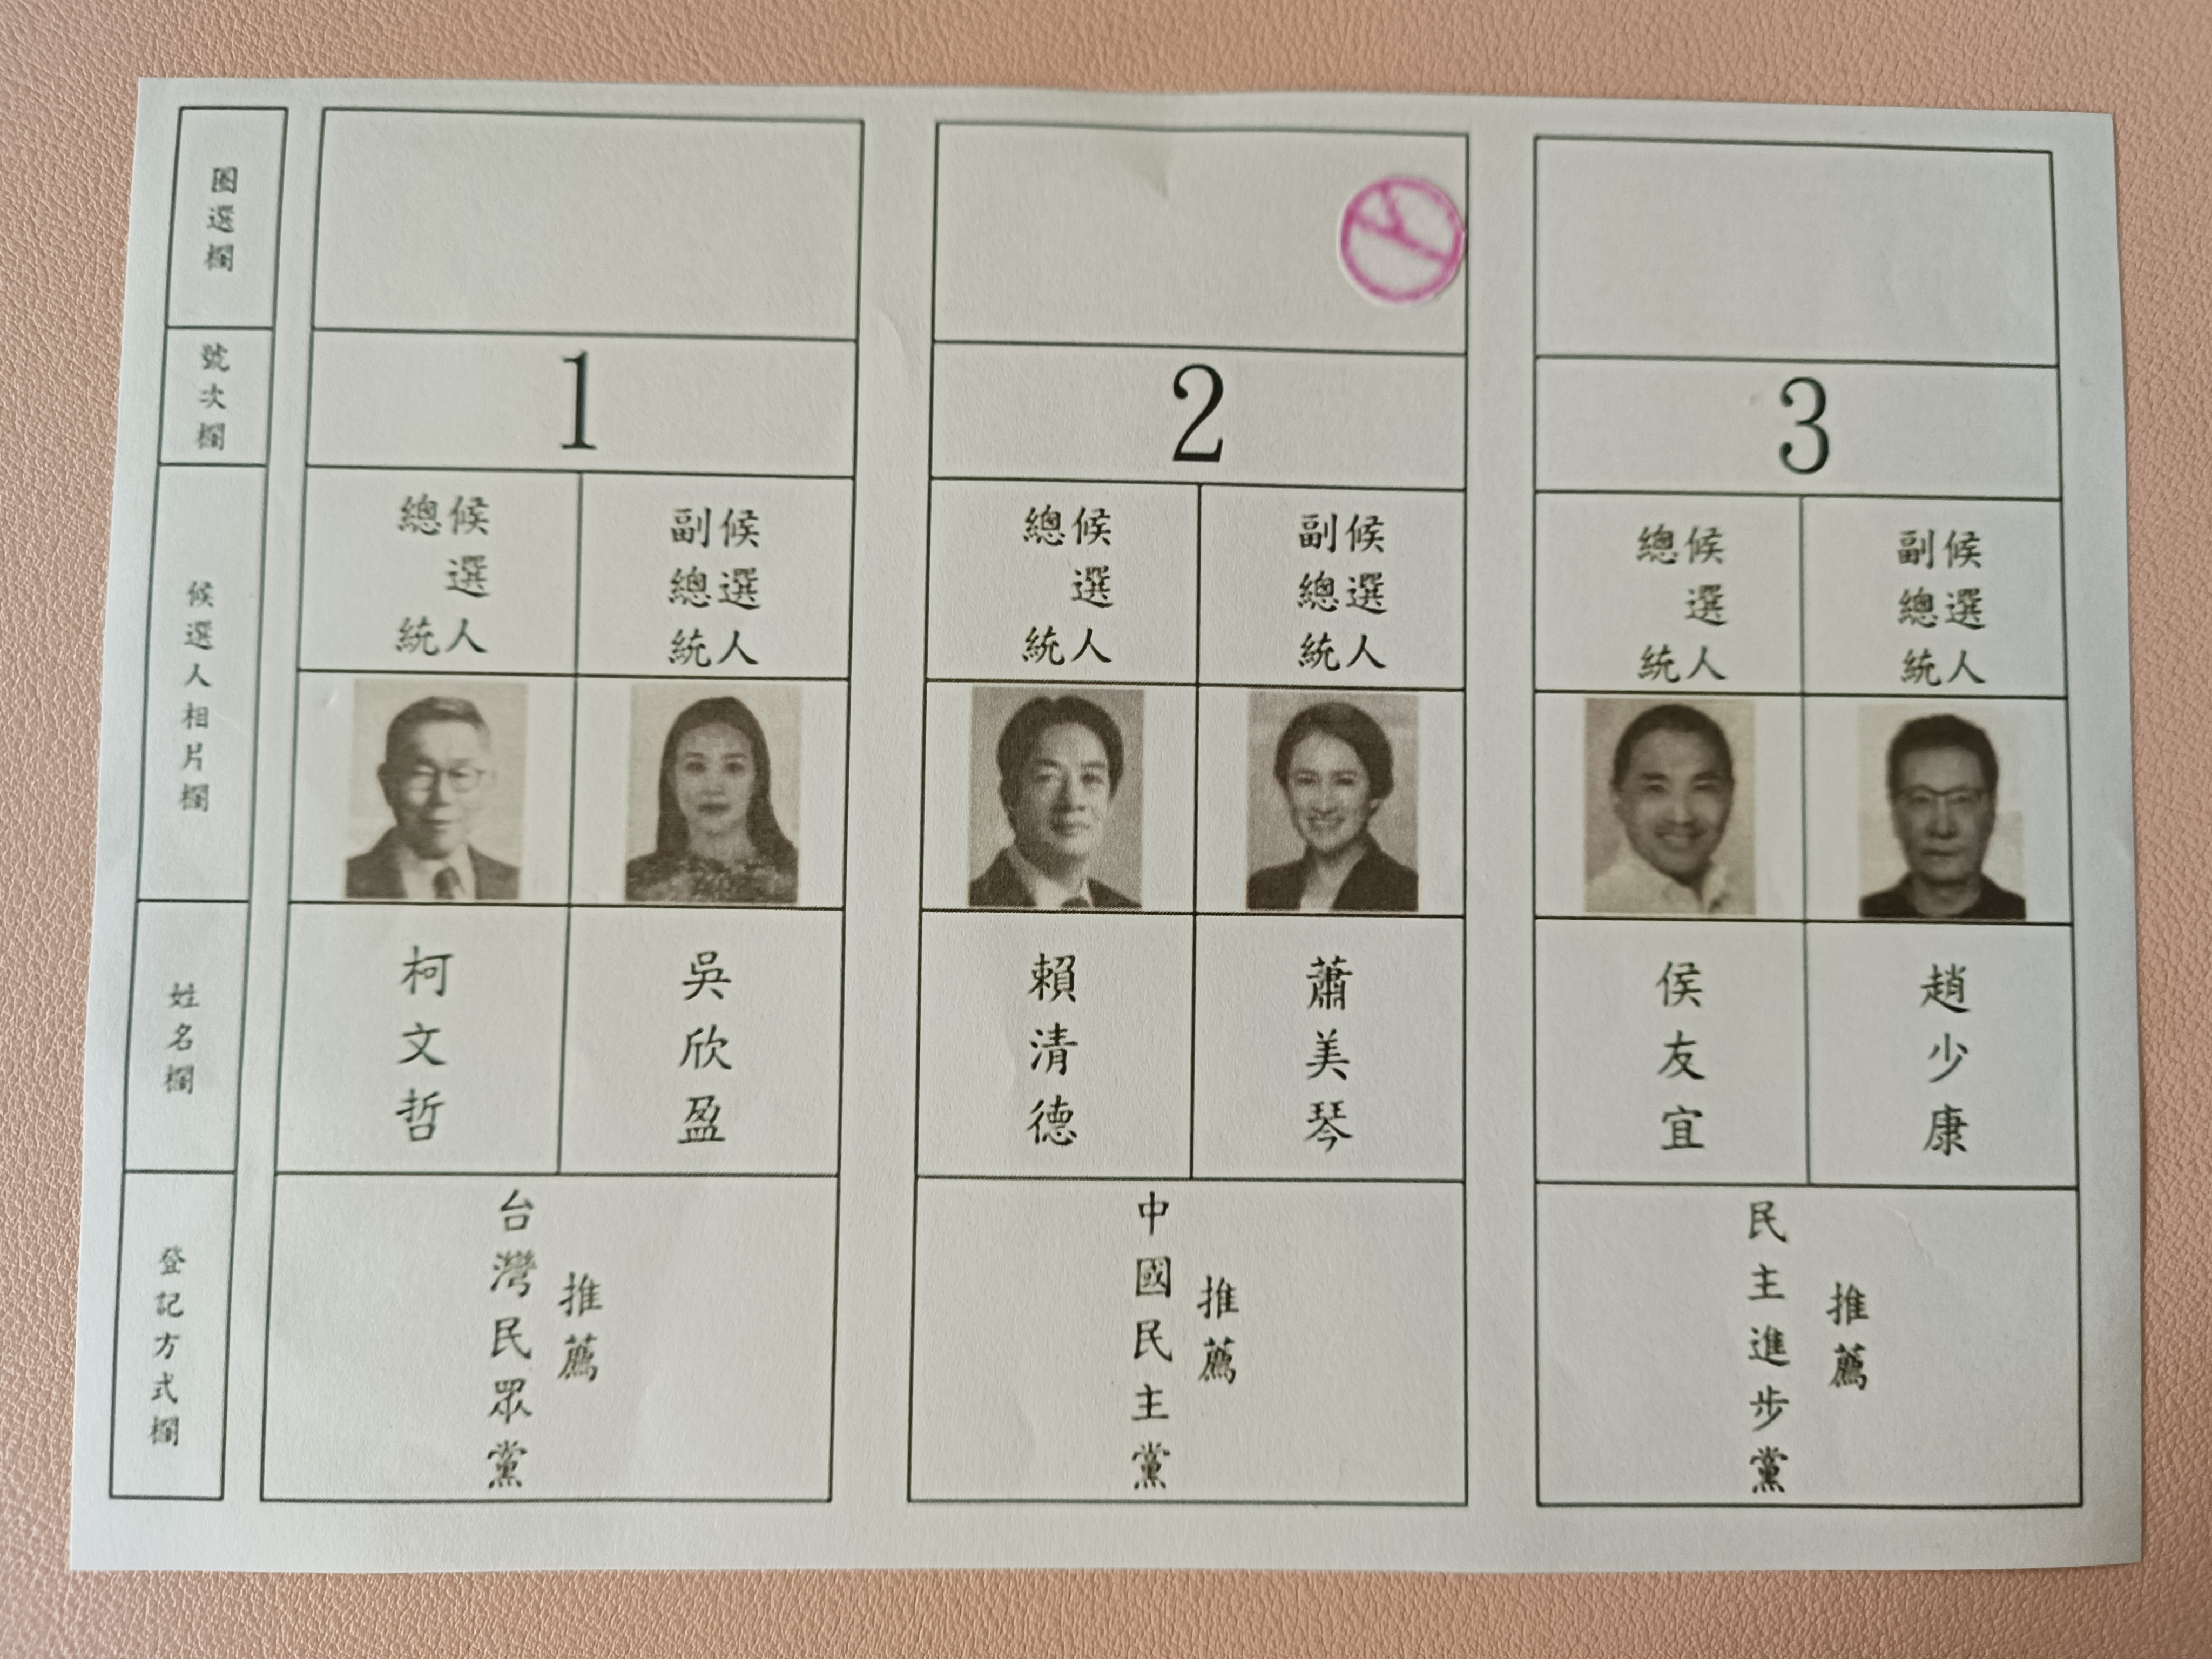 圈選欄
號次欄
候選人相片欄
姓名欄
登記方式欄
1
總統候選人
副總統候選人
柯文哲
吳欣盈
台灣民眾黨
推薦
2
總統候選人
副總統候選人
賴清德
蕭美琴
中國民主黨
推薦
3
總統候選人
副總統候選人
侯友宜
趙少康
民主進步黨
推薦